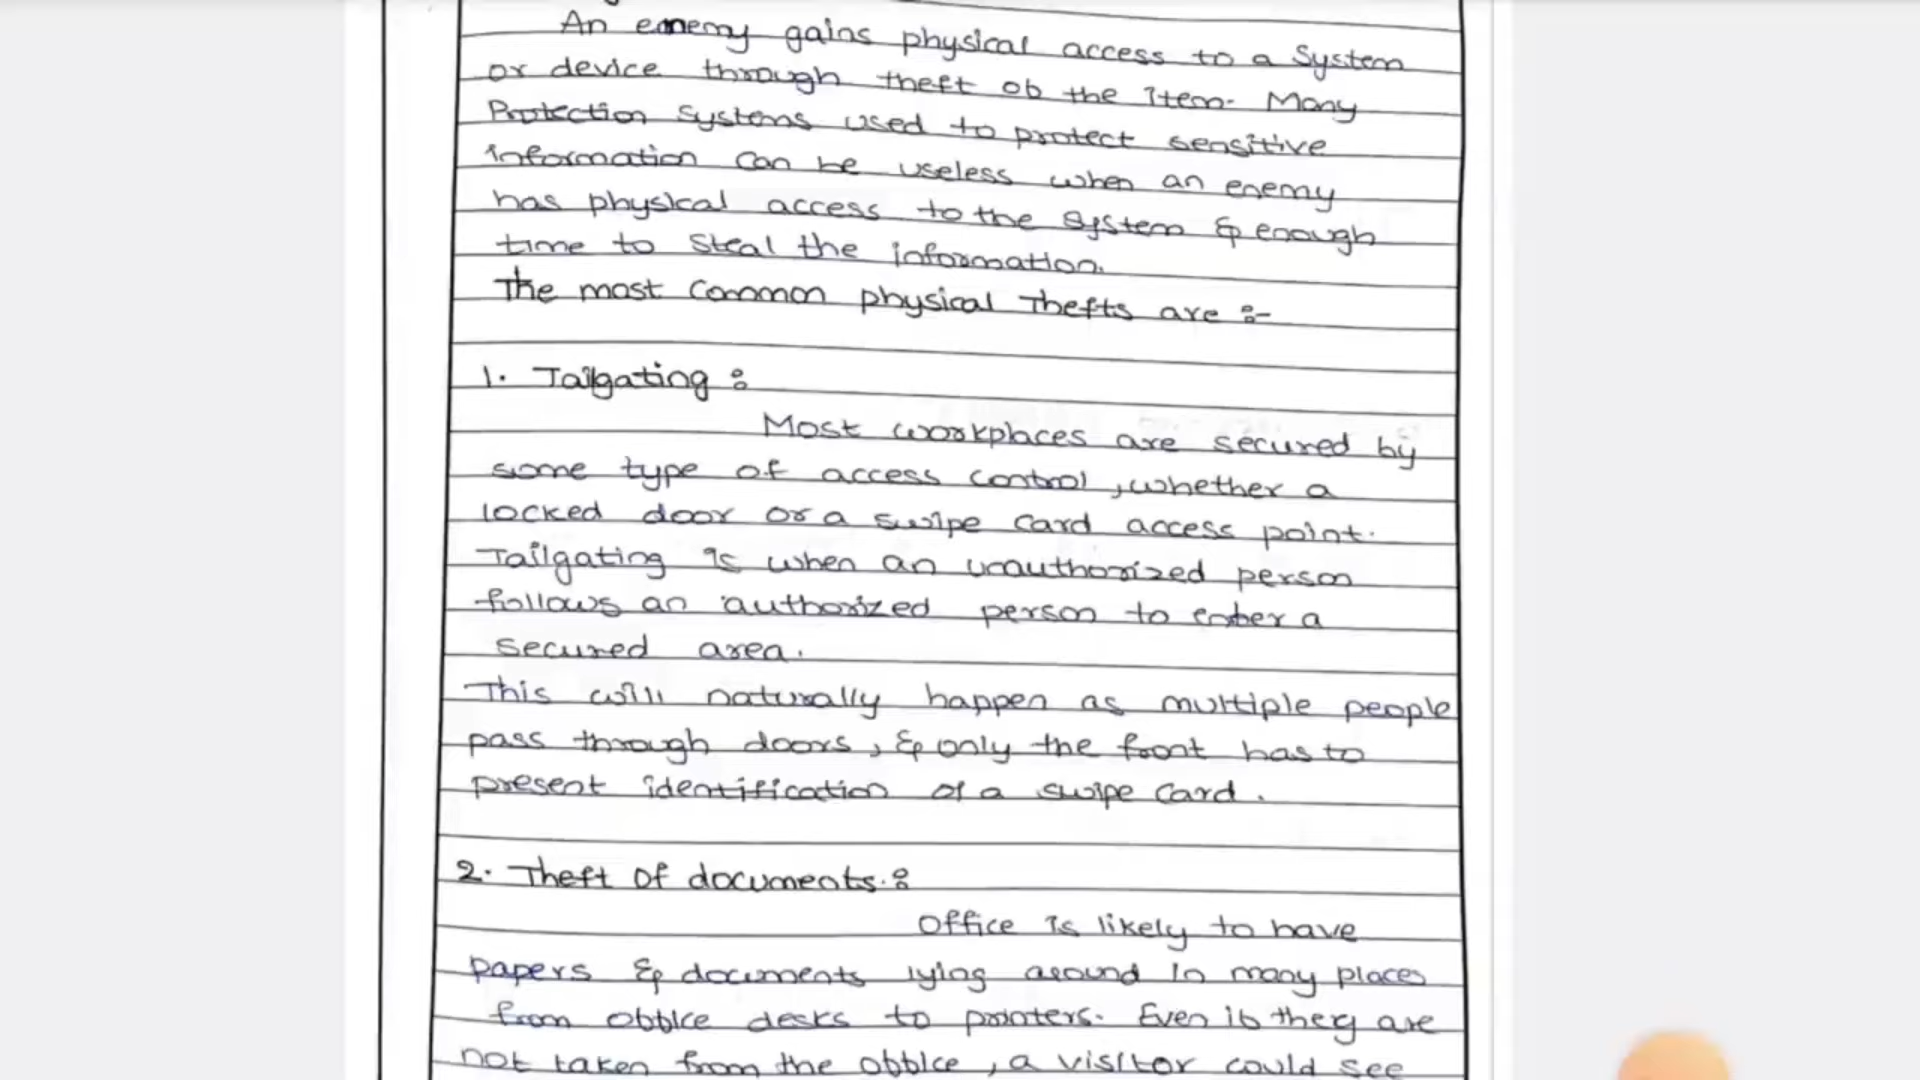 An enemy gains physical access to a System
or device through theft ob the item. Many
Protection systems used to protect sensitive
information can be useless when an enemy
has physical access to the system & enough
time to steal the information.
The most common physical Thefts are :-
1. Tailgating :
Most workplaces are secured by
some type of access control, whether a
locked door or a swipe card access point.
Tailgating is when an unauthorized person
follows an authorized person to enter a
secured area.
This will naturally happen as multiple people
pass through doors, & only the front has to
present identification of a swipe card.
2. Theft Of documents.:
Office is likely to have
papers & documents lying around in many places
from obbice desks to printers. Even ib they are
not taken from the obbice, a visitor could see